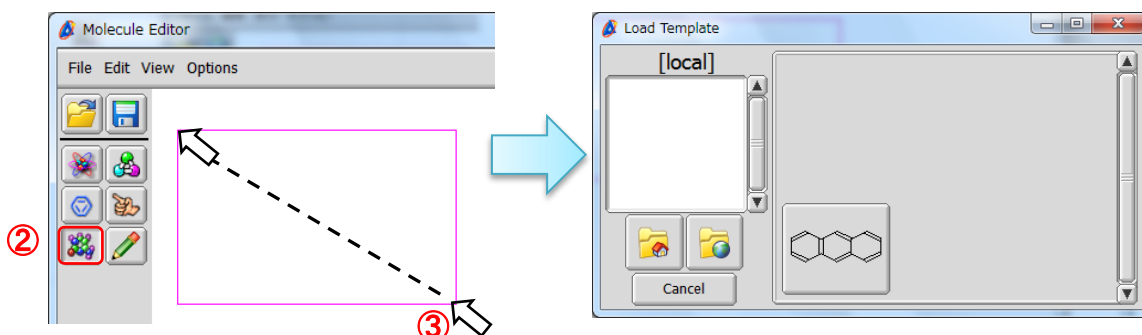 Molecule Editor
File Edit View Options
②
③
Load Template
[local]
Cancel